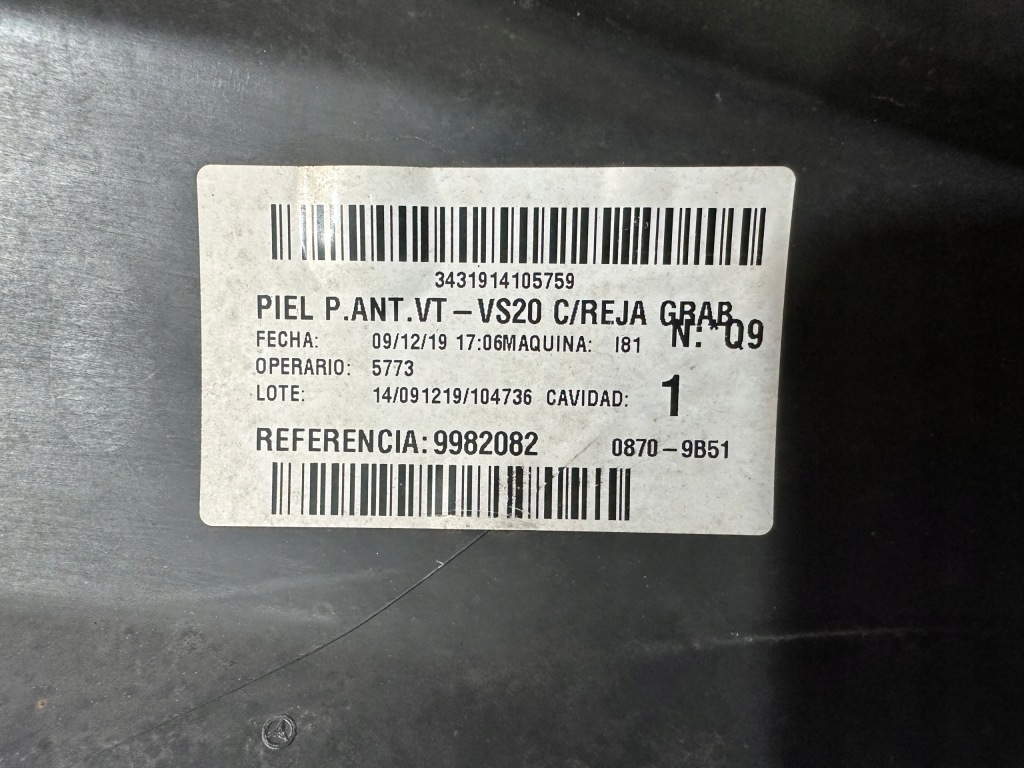 3431914105759
PIEL P.ANT.VT-VS20 C/REJA GRAB.
N:*Q9
FECHA: 09/12/19 17:06MAQUINA: I81
OPERARIO: 5773
LOTE: 14/091219/104736 CAVIDAD: 1
REFERENCIA:9982082 0870-9B51